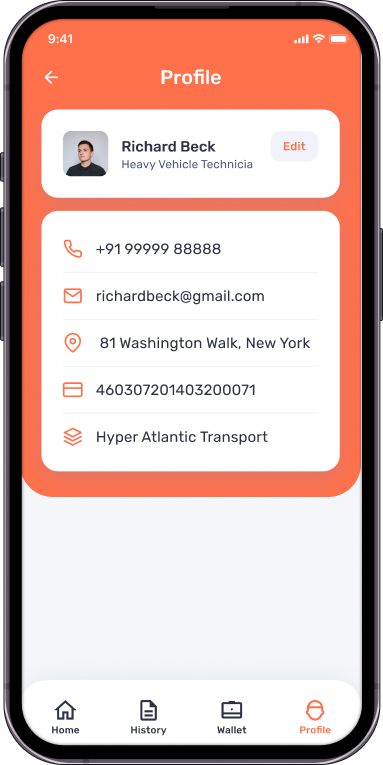 9:41
Profile
Richard Beck
Edit
Heavy Vehicle Technicia
+91 99999 88888
richardbeck@gmail.com
81 Washington Walk, New York
460307201403200071
Hyper Atlantic Transport
Home History Wallet Profile